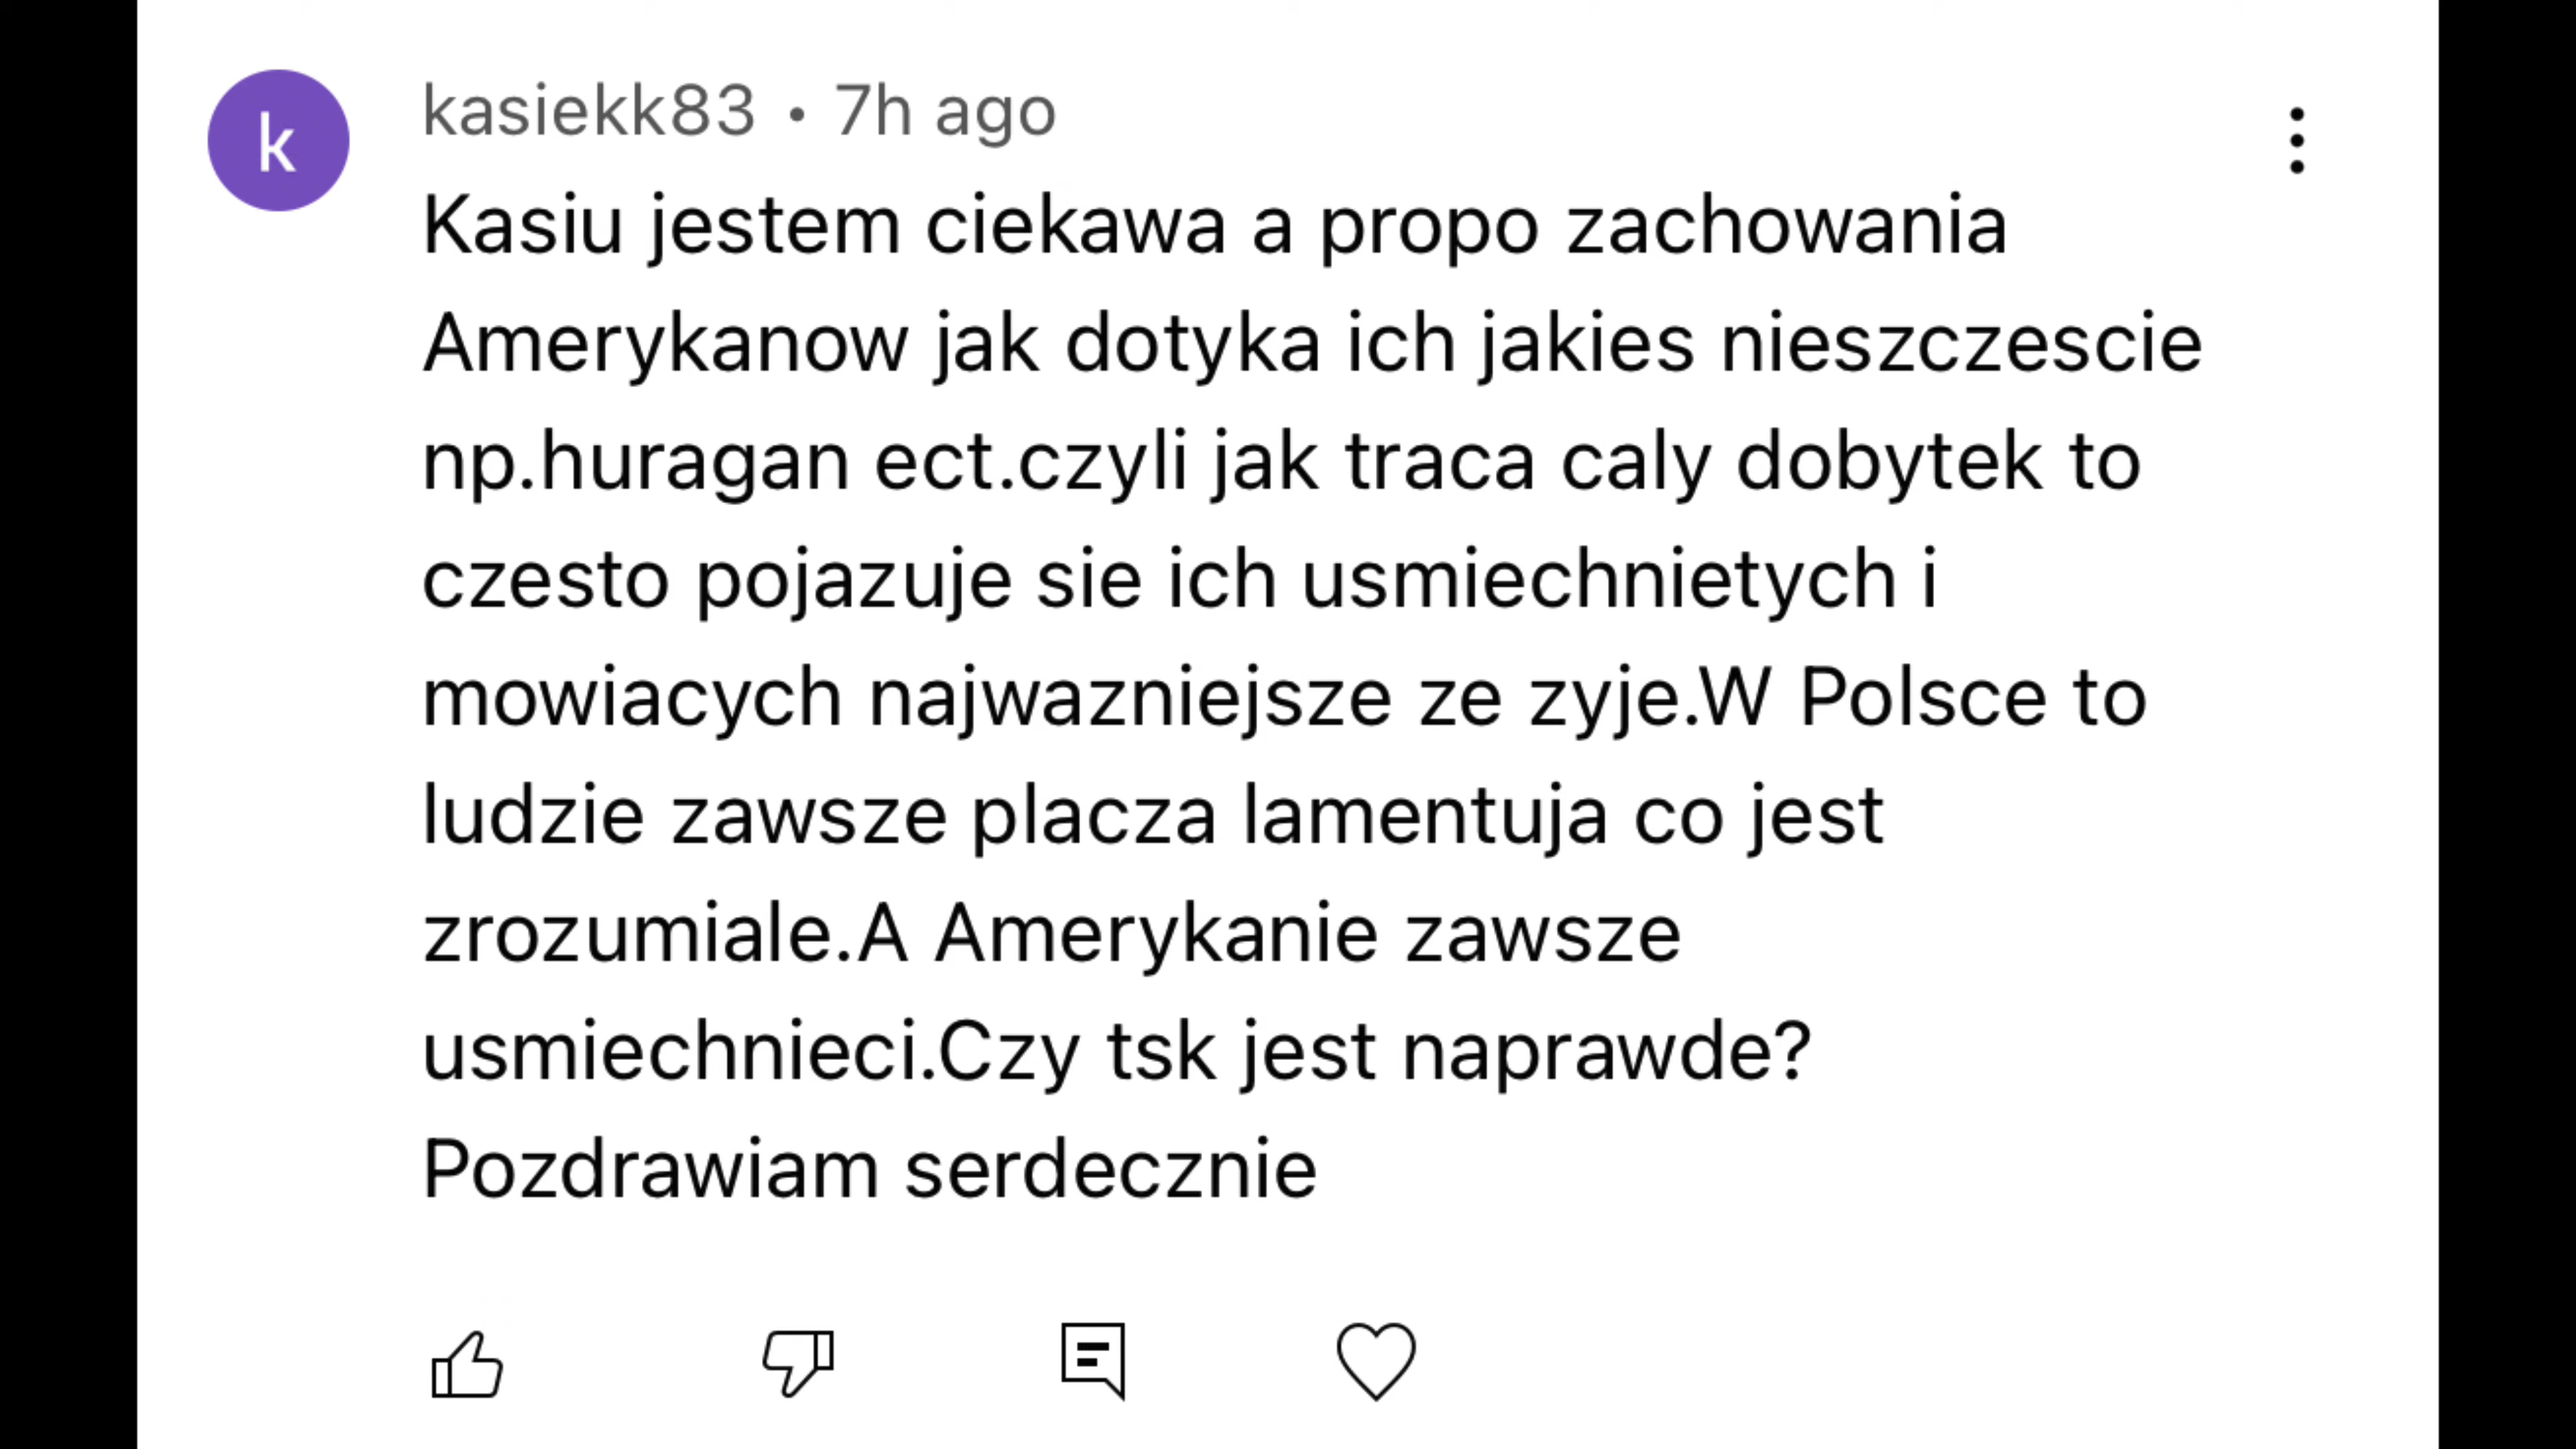 k
kasiekk83 • 7h ago
Kasiu jestem ciekawa a propo zachowania
Amerykanow jak dotyka ich jakies nieszczescie
np.huragan ect.czyli jak traca caly dobytek to
czesto pojazuje sie ich usmiechnietych i
mowiacych najwazniejsze ze zyje.W Polsce to
ludzie zawsze placza lamentuja co jest
zrozumiale.A Amerykanie zawsze
usmiechnieci.Czy tsk jest naprawde?
Pozdrawiam serdecznie